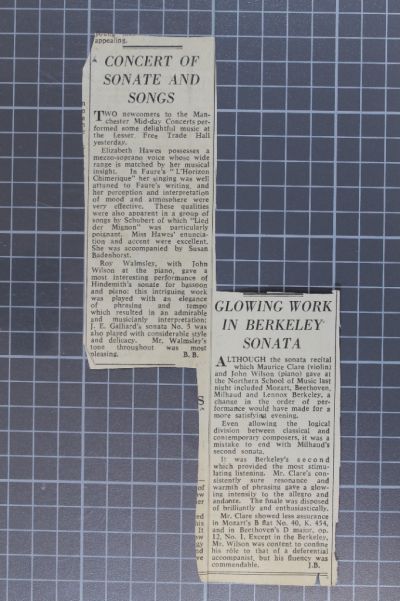 appealing.
CONCERT OF
SONATE AND
SONGS
TWO newcomers to the Man-
chester Mid-day Concerts per-
formed some delightful music at
the Lesser Free Trade Hall
yesterday.
Elizabeth Hawes possesses a
mezzo-soprano voice whose wide
range is matched by her musical
insight. In Faure's "L'Horizon
Chimerique" her singing was well
attuned to Faure's writing, and
her perception and interpretation
of mood and atmosphere were
very effective. These qualities
were also apparent in a group of
songs by Schubert of which "Lied
der Mignon" was particularly
poignant. Miss Hawes' enuncia-
tion and accent were excellent.
She was accompanied by Susan
Badenhorst.
Roy Walmsley, with John
Wilson at the piano, gave a
most interesting performance of
Hindemith's sonate for bassoon
and piano; this intriguing work
was played with an elegance
of phrasing and tempo
which resulted in an admirable
and musicianly interpretation;
J. E. Galliard's sonata No. 5 was
also played with considerable style
and delicacy. Mr. Walmsley's
tone throughout was most
pleasing. B. B.
GLOWING WORK
IN BERKELEY
SONATA
ALTHOUGH the sonata recital
which Maurice Clare (violin)
and John Wilson (piano) gave at
the Northern School of Music last
night included Mozart, Beethoven,
Milhaud and Lennox Berkeley, a
change in the order of per-
formance would have made for a
more satisfying evening.
Even allowing the logical
division between classical and
contemporary composers, it was a
mistake to end with Milhaud's
second sonata.
It was Berkeley's second
which provided the most stimu-
lating listening. Mr. Clare's con-
sistently sure resonance and
warmth of phrasing gave a glow-
ing intensity to the allegro and
andante. The finale was disposed
of brilliantly and enthusiastically.
Mr. Clare showed less assurance
in Mozart's B flat No. 40, K. 454,
and in Beethoven's D major, op.
12, No. 1. Except in the Berkeley,
Mr. Wilson was content to confine
his rôle to that of a deferential
accompanist, but his fluency was
commendable. J.B.